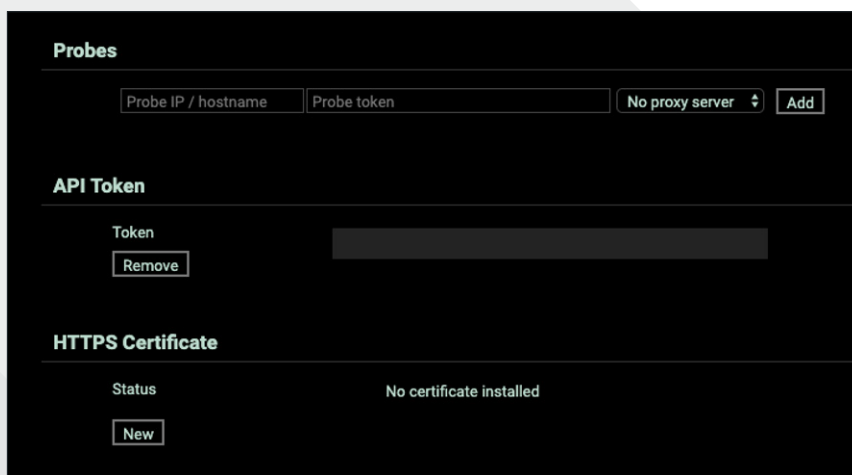 Probes
Probe IP / hostname Probe token No proxy server Add
API Token
Token
Remove
HTTPS Certificate
Status No certificate installed
New